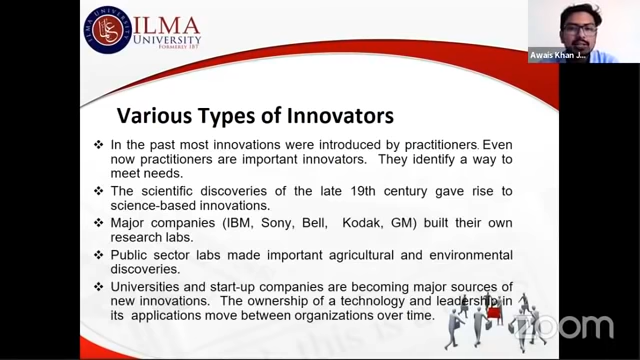 ILMA
UNIVERSITY
FORMERLY IBT
Awais Khan J...
Various Types of Innovators
In the past most innovations were introduced by practitioners. Even
now practitioners are important innovators. They identify a way to
meet needs.
The scientific discoveries of the late 19th century gave rise to
science-based innovations.
Major companies (IBM, Sony, Bell, Kodak, GM) built their own
research labs.
Public sector labs made important agricultural and environmental
discoveries.
Universities and start-up companies are becoming major sources of
new innovations. The ownership of a technology and leadership in
its applications move between organizations over time.
zoom